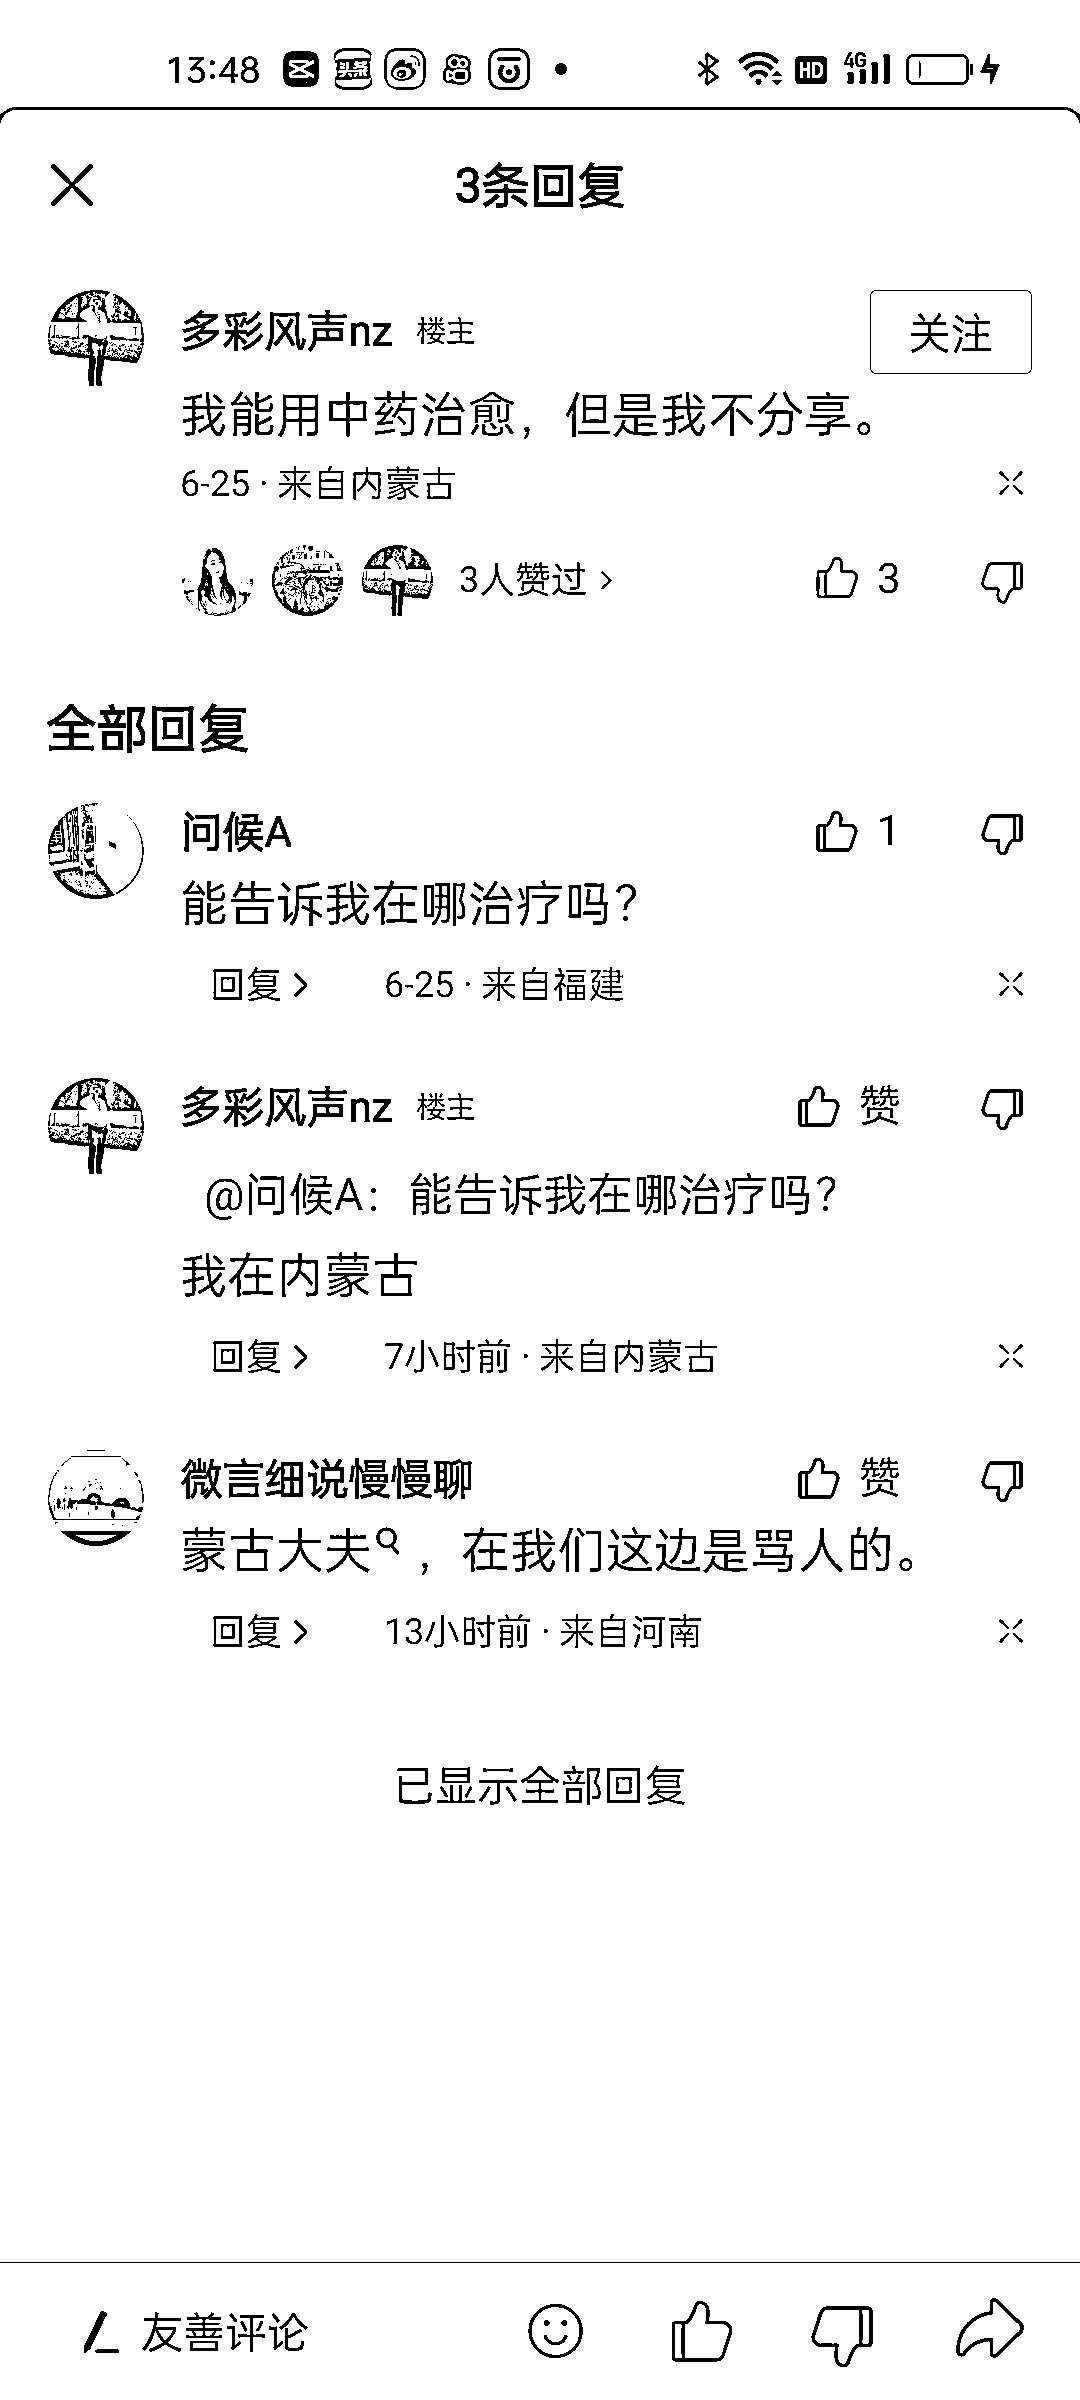 13:48 头条 HD 4G
3条回复
多彩风声nz 楼主 关注
我能用中药治愈，但是我不分享。
6-25 · 来自内蒙古
3人赞过 3
全部回复
问候A 1
能告诉我在哪治疗吗？
回复 6-25 · 来自福建
多彩风声nz 楼主 赞
@问候A：能告诉我在哪治疗吗？
我在内蒙古
回复 7小时前 · 来自内蒙古
微言细说慢慢聊 赞
蒙古大夫，在我们这边是骂人的。
回复 13小时前 · 来自河南
已显示全部回复
友善评论